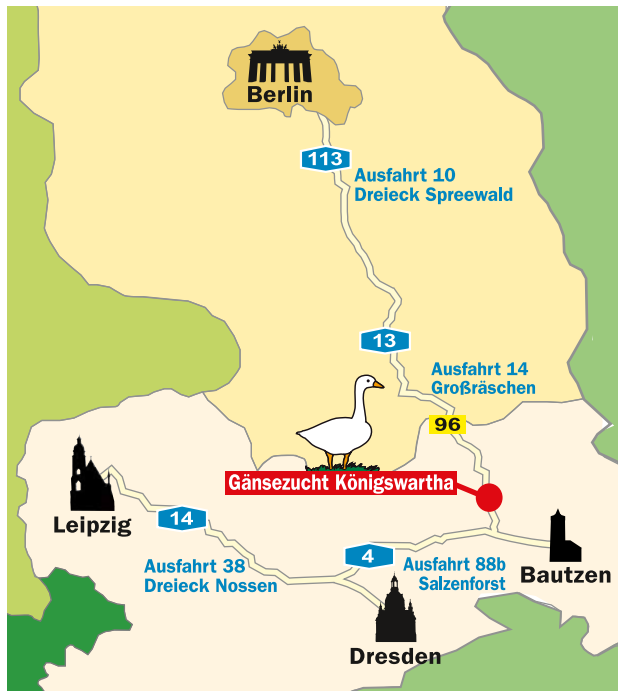 Berlin
113
Ausfahrt 10
Dreieck Spreewald
13
Ausfahrt 14
Großräschen
96
Gänsezucht Königswartha
Leipzig
14
Ausfahrt 38
Dreieck Nossen
4
Ausfahrt 88b
Salzenforst
Bautzen
Dresden